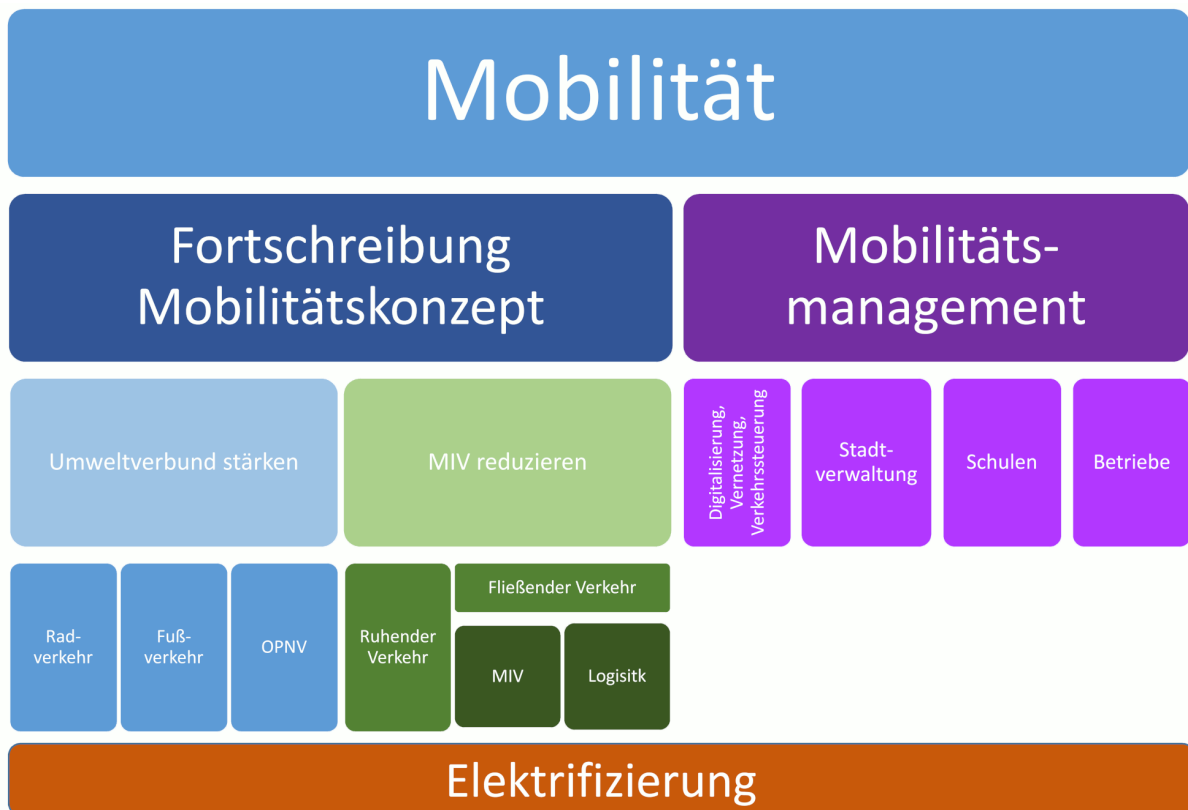 Mobilität
Fortschreibung
Mobilitätskonzept
Mobilitäts-
management
Umweltverbund stärken
MIV reduzieren
Digitalisierung,
Vernetzung,
Verkehrssteuerung
Stadt-
verwaltung
Schulen
Betriebe
Rad-
verkehr
Fuß-
verkehr
OPNV
Ruhender
Verkehr
Fließender Verkehr
MIV
Logisitk
Elektrifizierung